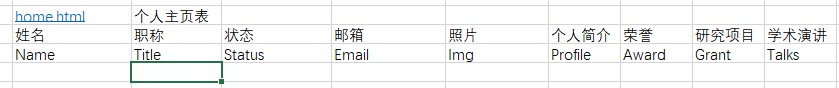 home.html 个人主页表
姓名 职称 状态 邮箱 照片 个人简介 荣誉 研究项目 学术演讲
Name Title Status Email Img Profile Award Grant Talks